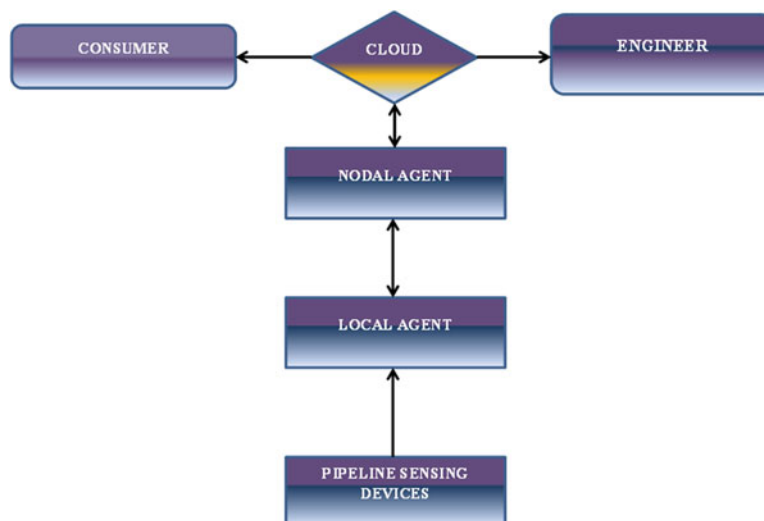 CONSUMER
CLOUD
ENGINEER
NODAL AGENT
LOCAL AGENT
PIPELINE SENSING
DEVICES